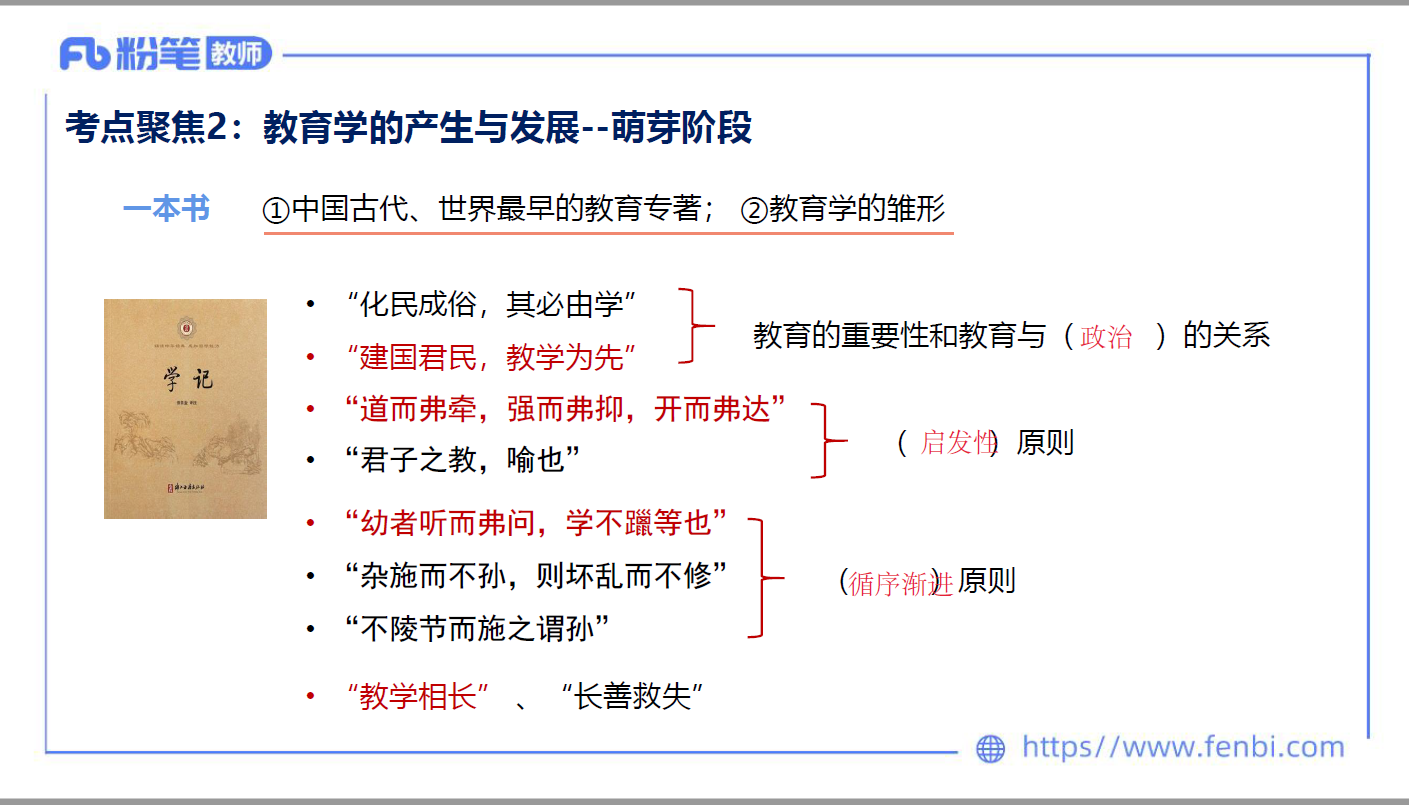 粉笔教师
考点聚焦2：教育学的产生与发展--萌芽阶段
一本书 ①中国古代、世界最早的教育专著； ②教育学的雏形
• “化民成俗，其必由学”
• “建国君民，教学为先”
教育的重要性和教育与（ 政治 ）的关系
• “道而弗牵，强而弗抑，开而弗达”
• “君子之教，喻也”
（ 启发性）原则
• “幼者听而弗问，学不躐等也”
• “杂施而不孙，则坏乱而不修”
• “不陵节而施之谓孙”
（循序渐进）原则
• “教学相长” 、 “长善救失”
学记
https//www.fenbi.com